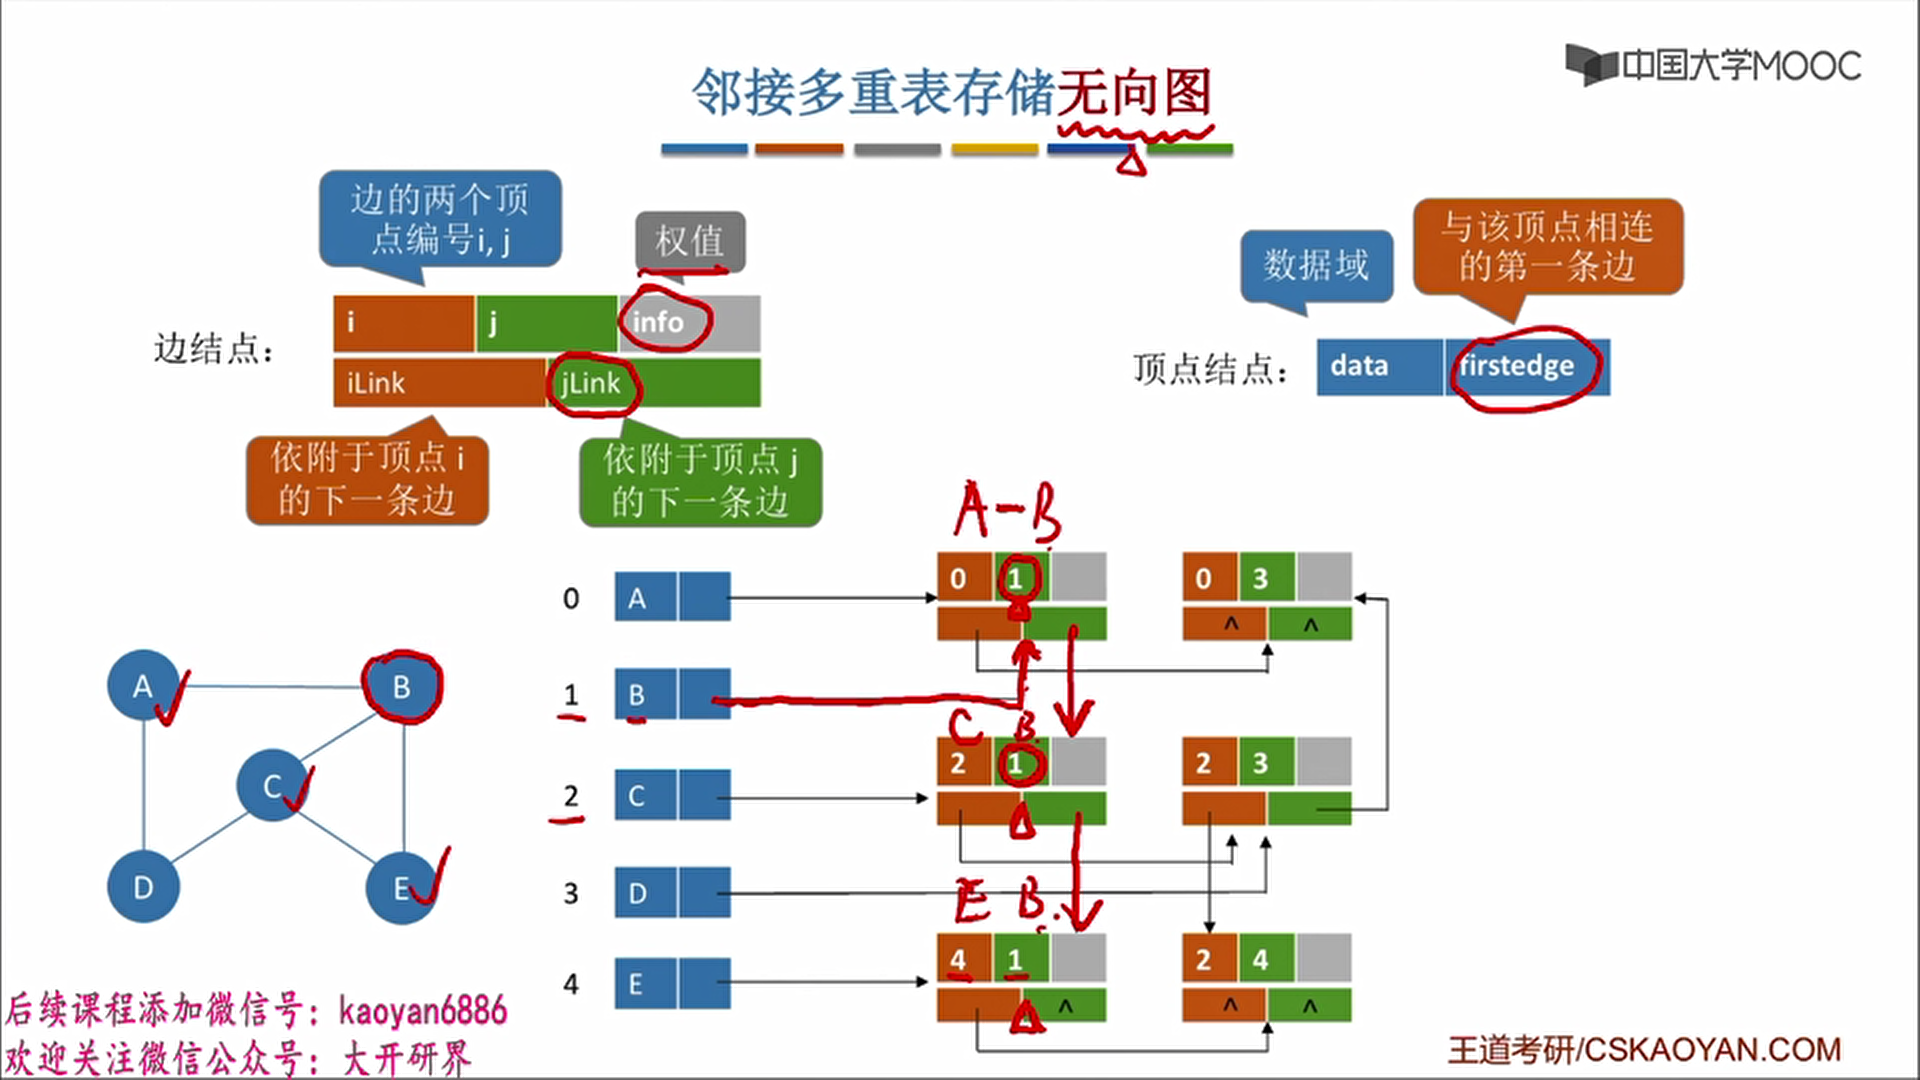 中国大学MOOC
邻接多重表存储无向图
边的两个顶
点编号i, j
权值
数据域
与该顶点相连
的第一条边
边结点：
i j info
iLink jLink
顶点结点：
data firstedge
依附于顶点 i
的下一条边
依附于顶点 j
的下一条边
A-B
0 A
0 1
0 3
^ ^
1 B
C B
2 1
2 3
2 C
3 D
E B.
4 1
^
2 4
^ ^
4 E
A
B
C
D
E
后续课程添加微信号：kaoyan6886
欢迎关注微信公众号：大开研界
王道考研/CSKAOYAN.COM